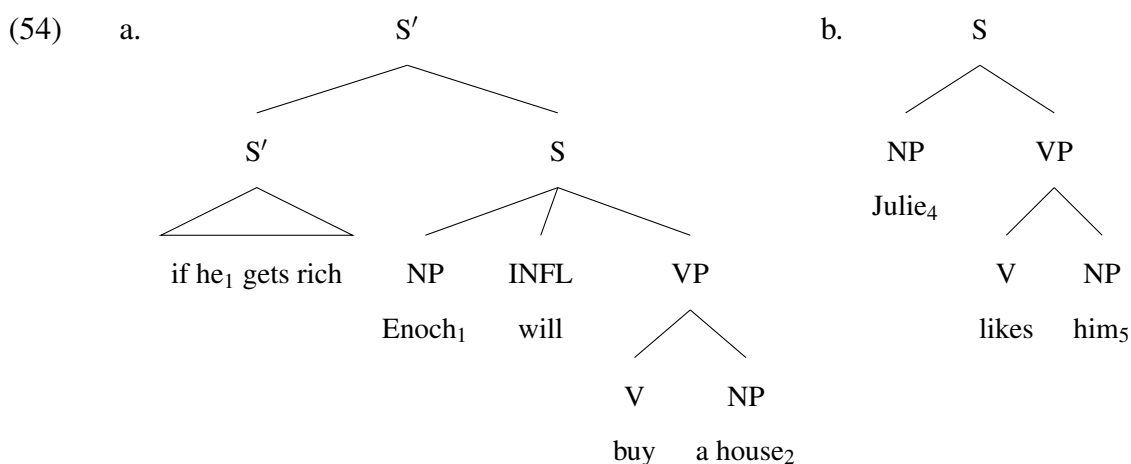 (54) a. S′ b. S
S′ S NP VP
Julie₄
if he₁ gets rich NP INFL VP V NP
Enoch₁ will likes him₅
V NP
buy a house₂